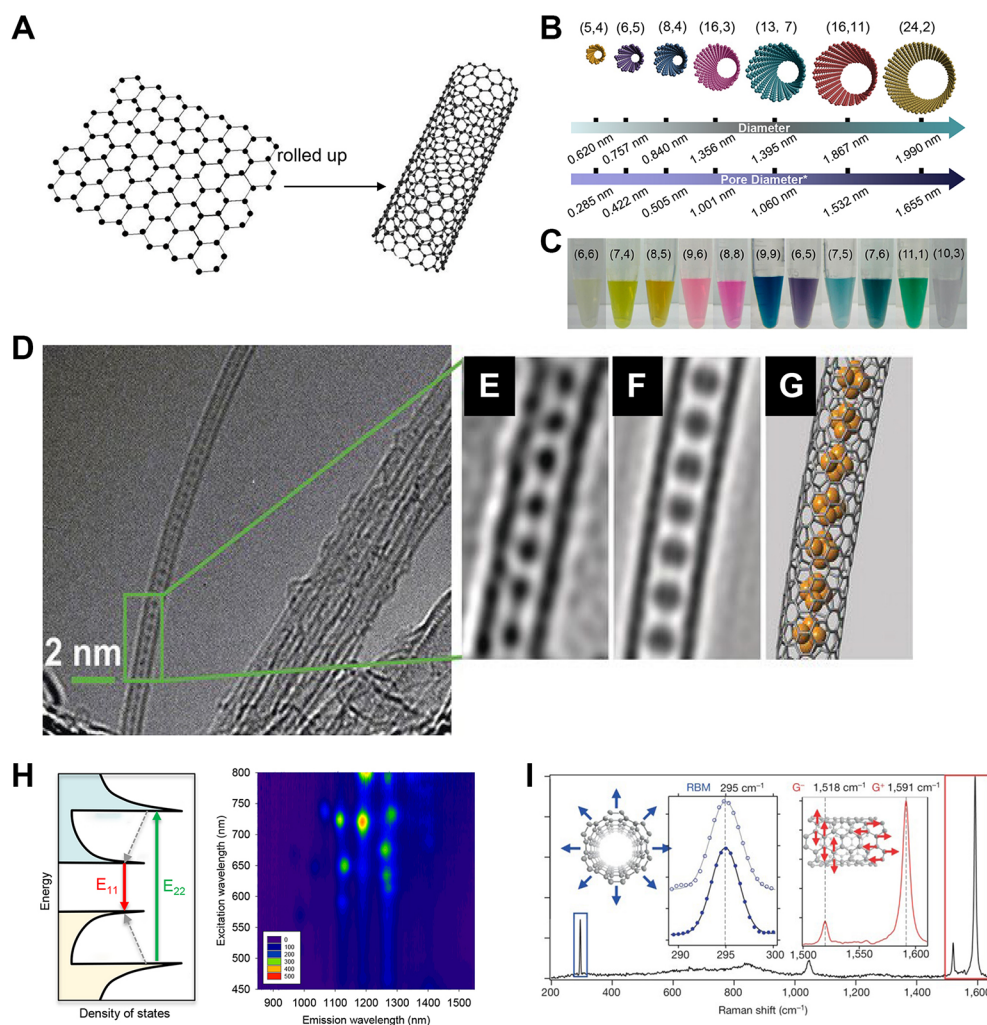 A
rolled up
B
(5,4) (6,5) (8,4) (16,3) (13, 7) (16,11) (24,2)
Diameter
0.620 nm 0.757 nm 0.840 nm 1.356 nm 1.395 nm 1.867 nm 1.990 nm
Pore Diameter*
0.285 nm 0.422 nm 0.505 nm 1.001 nm 1.060 nm 1.532 nm 1.655 nm
C
(6,6) (7,4) (8,5) (9,6) (8,8) (9,9) (6,5) (7,5) (7,6) (11,1) (10,3)
D
2 nm
E
F
G
H
Energy
E11
E22
Density of states
Excitation wavelength (nm)
800
750
700
650
600
550
500
450
0
100
200
300
400
500
900 1000 1100 1200 1300 1400 1500
Emission wavelength (nm)
I
RBM 295 cm⁻¹
290 295 300
G⁻ 1,518 cm⁻¹ G⁺ 1,591 cm⁻¹
1,500 1,550 1,600
200 400 600 800 1,000 1,200 1,400 1,600
Raman shift (cm⁻¹)